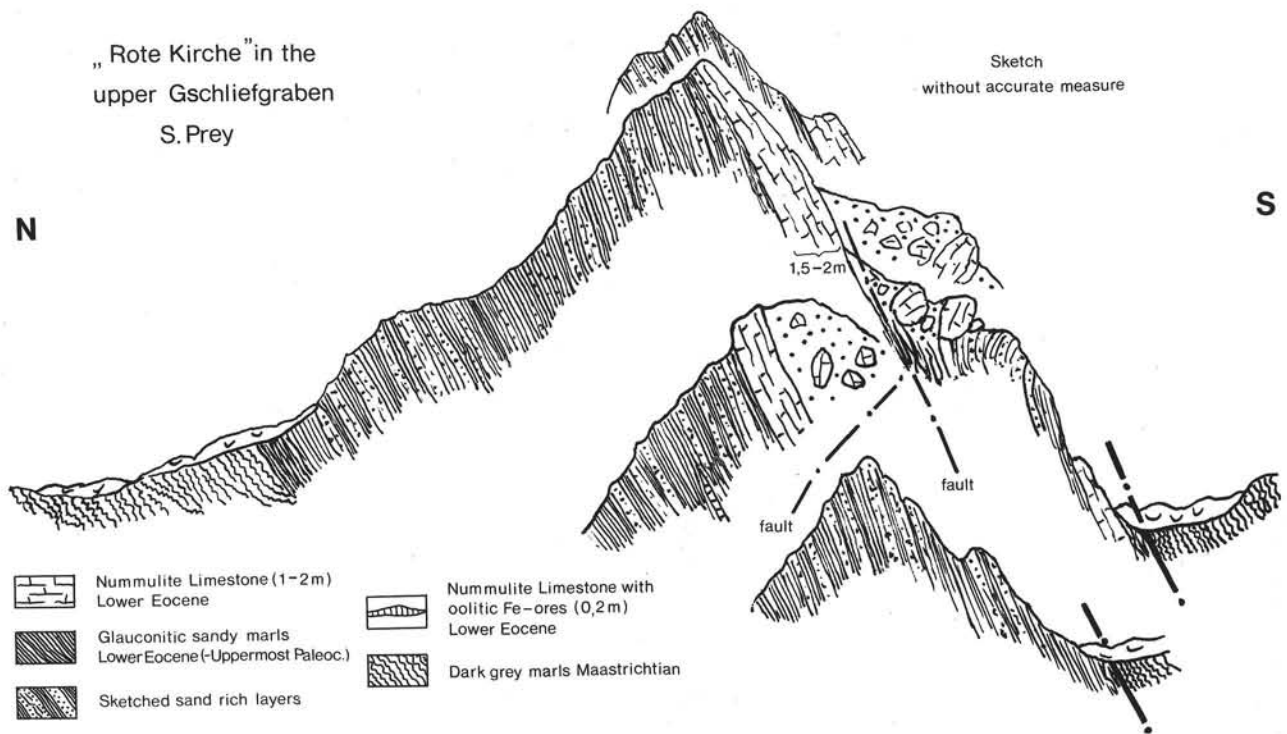 „Rote Kirche” in the
upper Gschliefgraben
S. Prey
Sketch
without accurate measure
N
S
1,5-2m
fault
fault
Nummulite Limestone (1-2m)
Lower Eocene
Glauconitic sandy marls
Lower Eocene (-Uppermost Paleoc.)
Sketched sand rich layers
Nummulite Limestone with
oolitic Fe-ores (0,2m)
Lower Eocene
Dark grey marls Maastrichtian